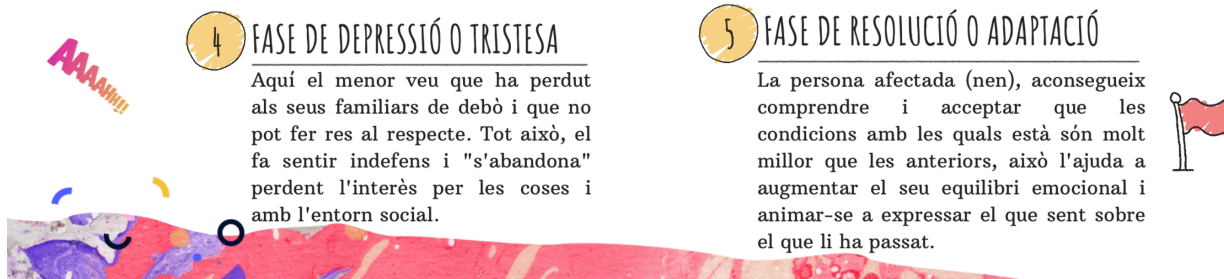 AAAAHH!!
4 FASE DE DEPRESSIÓ O TRISTESA
Aquí el menor veu que ha perdut
als seus familiars de debò i que no
pot fer res al respecte. Tot això, el
fa sentir indefens i "s'abandona"
perdent l'interès per les coses i
amb l'entorn social.
5 FASE DE RESOLUCIÓ O ADAPTACIÓ
La persona afectada (nen), aconsegueix
comprendre i acceptar que les
condicions amb les quals està són molt
millor que les anteriors, això l'ajuda a
augmentar el seu equilibri emocional i
animar-se a expressar el que sent sobre
el que li ha passat.